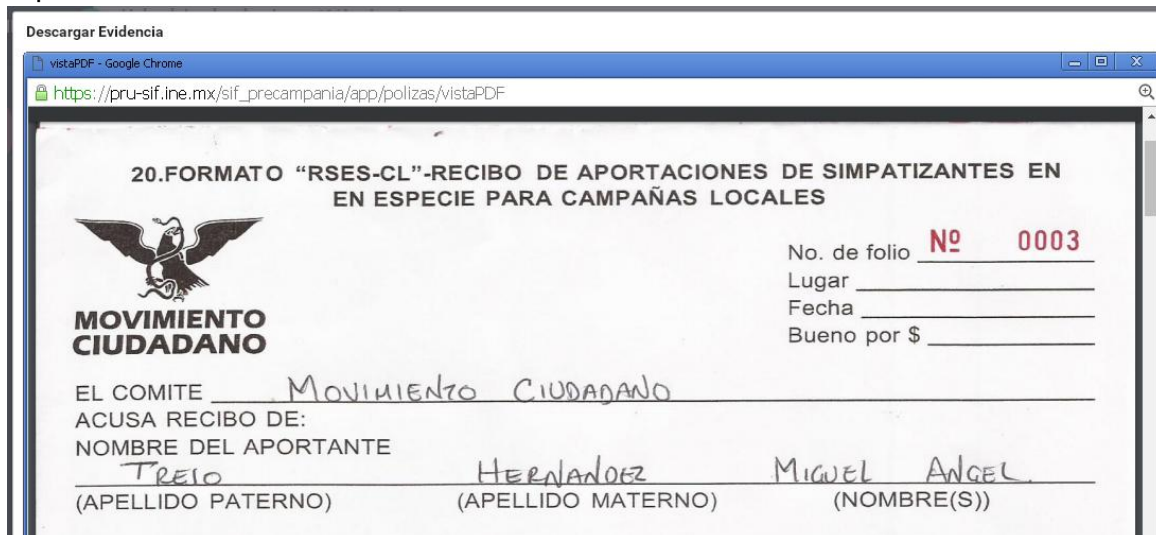 Descargar Evidencia
vistaPDF - Google Chrome
https://pru-sif.ine.mx/sif_precampania/app/polizas/vistaPDF
20.FORMATO "RSES-CL"-RECIBO DE APORTACIONES DE SIMPATIZANTES EN
EN ESPECIE PARA CAMPAÑAS LOCALES
No. de folio Nº 0003
Lugar
Fecha
Bueno por $
MOVIMIENTO
CIUDADANO
EL COMITE MOVIMIENTO CIUDADANO
ACUSA RECIBO DE:
NOMBRE DEL APORTANTE
TREJO HERNANDEZ MIGUEL ANGEL
(APELLIDO PATERNO) (APELLIDO MATERNO) (NOMBRE(S))